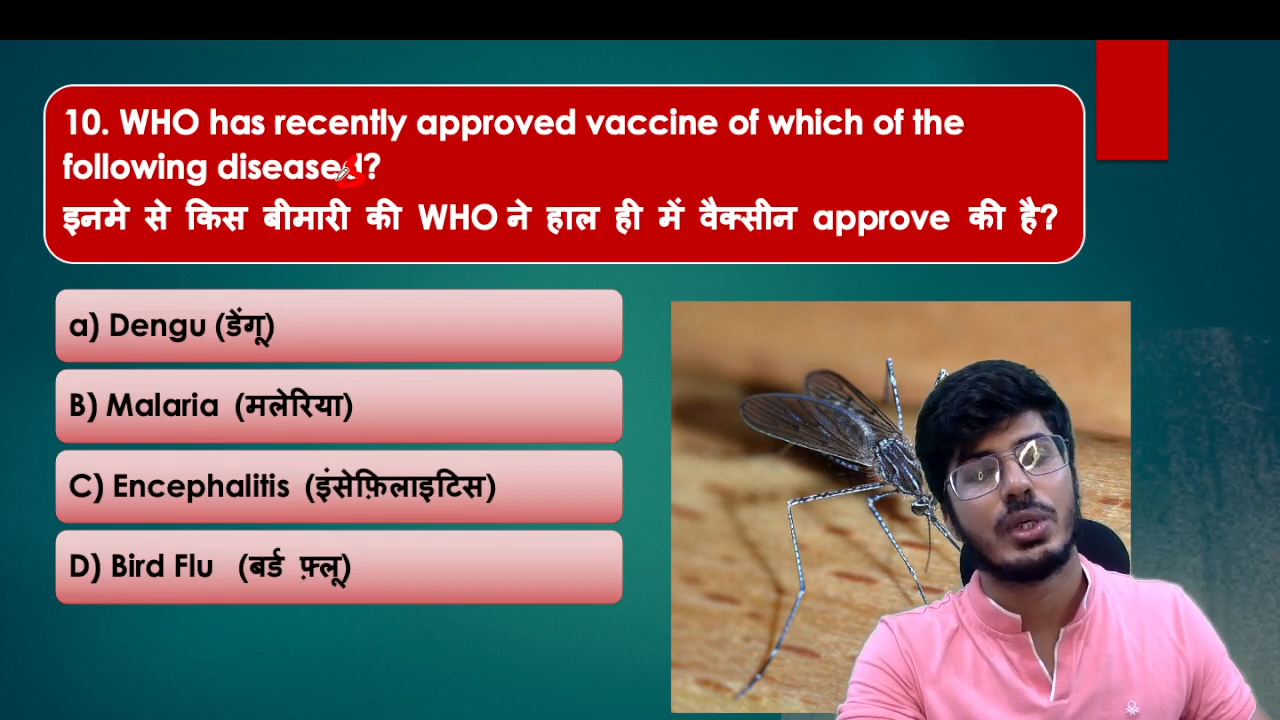 10. WHO has recently approved vaccine of which of the
following diseased?
इनमे से किस बीमारी की WHO ने हाल ही में वैक्सीन approve की है?
a) Dengu (डेंगू)
B) Malaria (मलेरिया)
C) Encephalitis (इंसेफ़िलाइटिस)
D) Bird Flu (बर्ड फ़्लू)